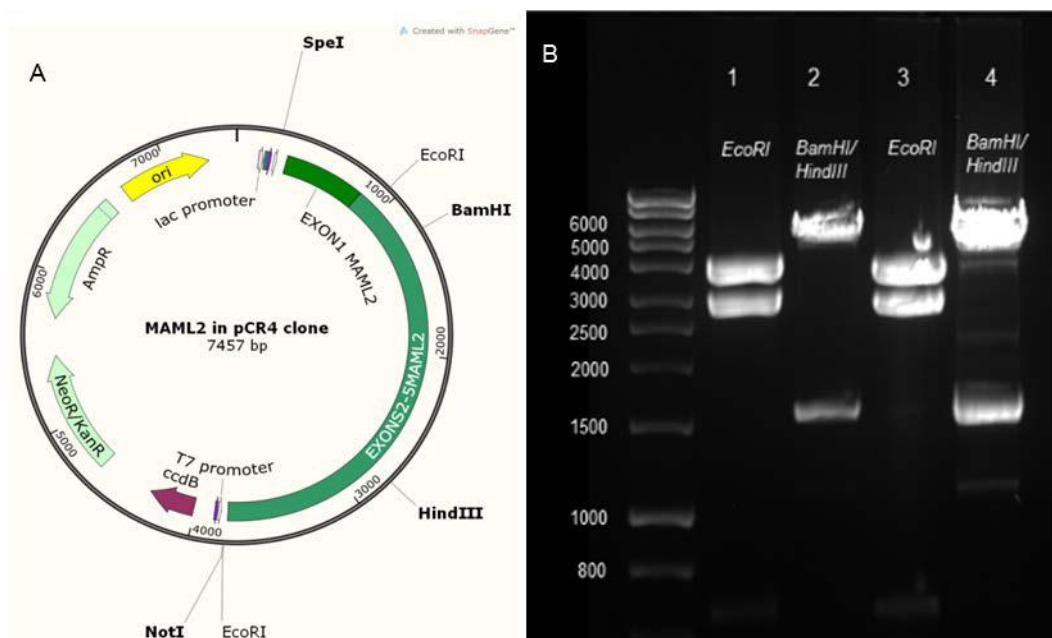 A
Created with SnapGene™
SpeI
EcoRI
BamHI
HindIII
EcoRI
NotI
1000
2000
3000
4000
5000
6000
7000
ori
lac promoter
EXON1 MAML2
AmpR
MAML2 in pCR4 clone
7457 bp
EXONS2-5MAML2
NeoR/KanR
T7 promoter
ccdB
B
1 2 3 4
EcoRI BamHI/ EcoRI BamHI/
HindIII HindIII
6000
5000
4000
3000
2500
2000
1500
1000
800